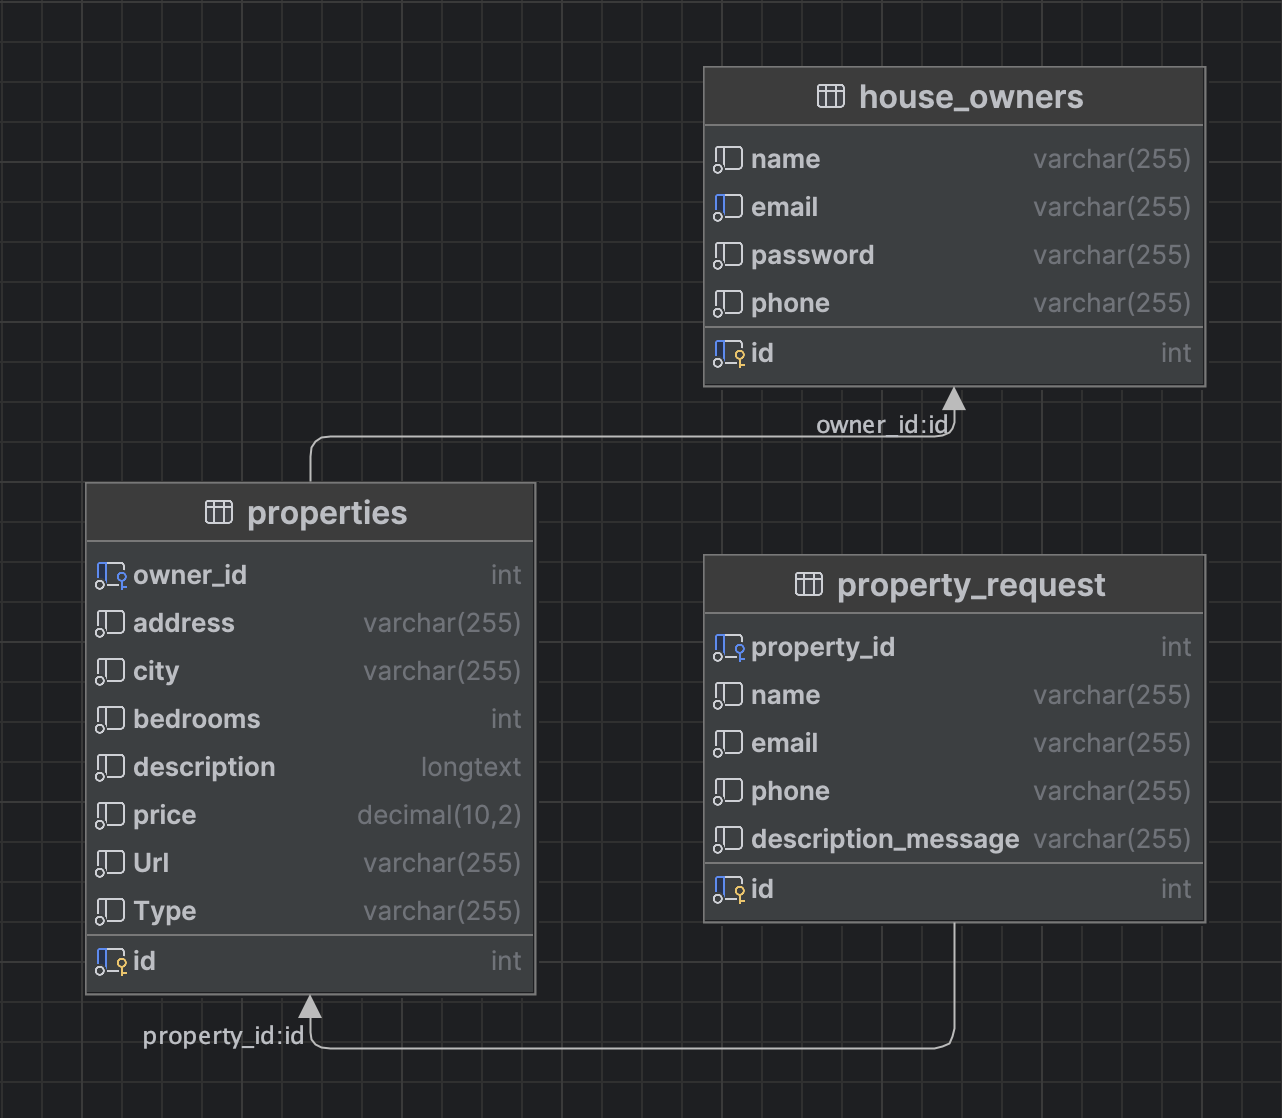 house_owners
name varchar(255)
email varchar(255)
password varchar(255)
phone varchar(255)
id int
owner_id:id
properties
owner_id int
address varchar(255)
city varchar(255)
bedrooms int
description longtext
price decimal(10,2)
Url varchar(255)
Type varchar(255)
id int
property_request
property_id int
name varchar(255)
email varchar(255)
phone varchar(255)
description_message varchar(255)
id int
property_id:id